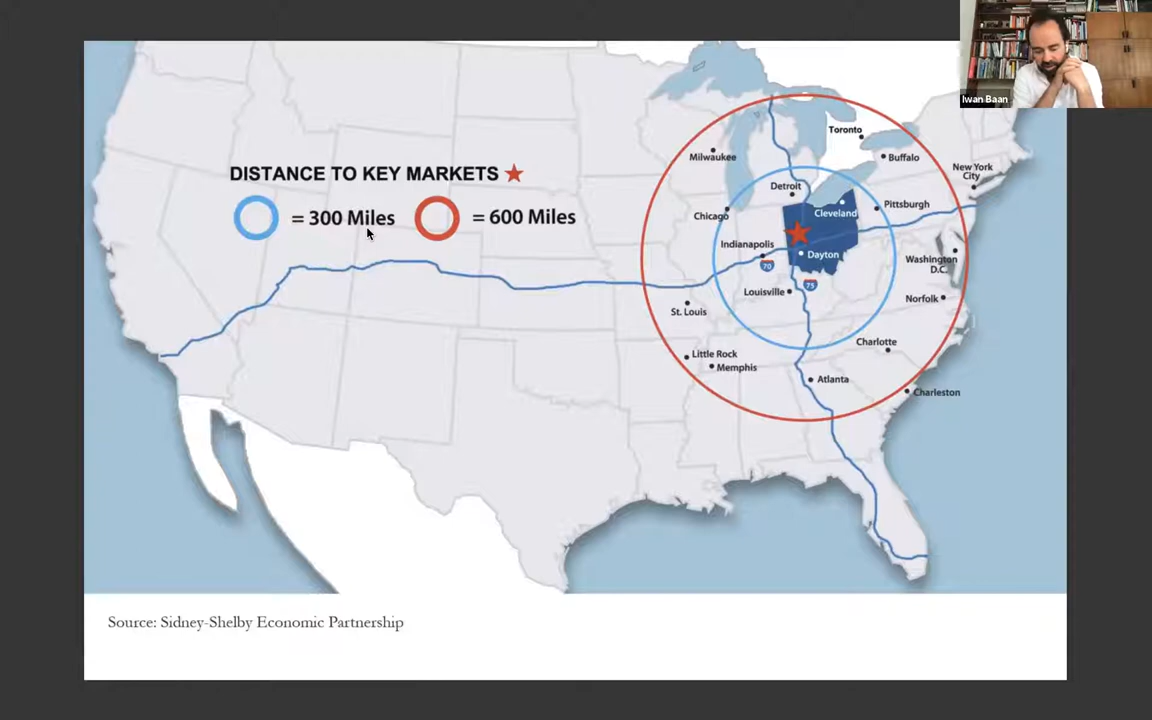 Iwan Baan
DISTANCE TO KEY MARKETS
= 300 Miles
= 600 Miles
Toronto
Milwaukee
Buffalo
New York
City
Detroit
Chicago
Cleveland
Pittsburgh
Indianapolis
Dayton
Washington
D.C.
70
75
Louisville
Norfolk
St. Louis
Charlotte
Little Rock
Memphis
Atlanta
Charleston
Source: Sidney-Shelby Economic Partnership